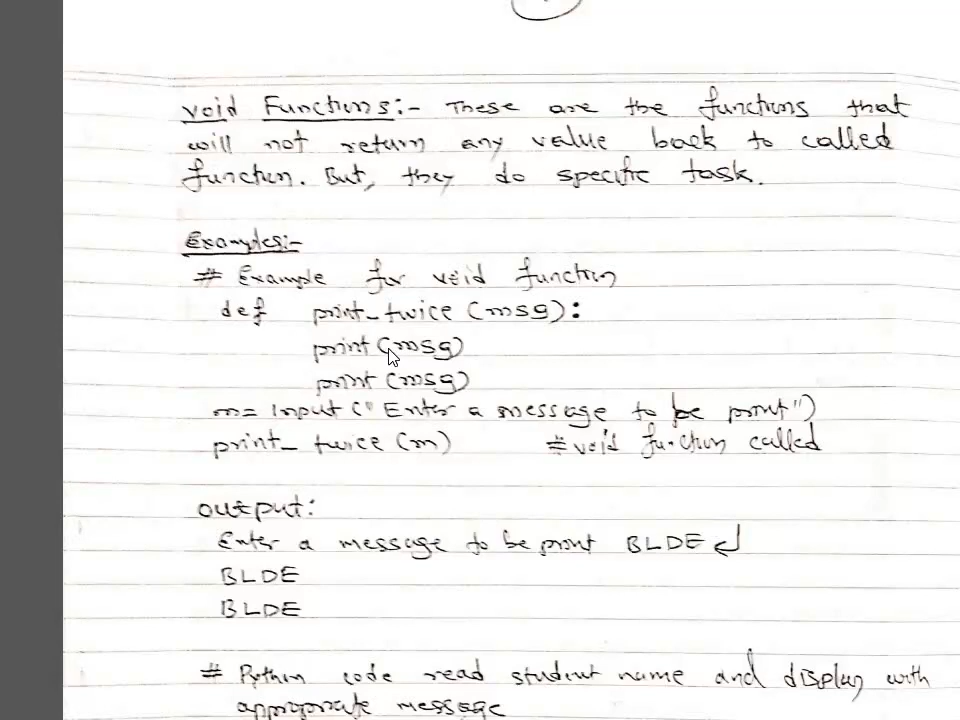 Void Functions:- These are the functions that
will not return any value back to called
function. But, they do specific task.
Examples:-
# Example for void function
def print_twice (msg):
print (msg)
print (msg)
m= input (" Enter a message to be print")
print_ twice (m) # void function called
output:
Enter a message to be print BLDE ↵
BLDE
BLDE
# Python code read student name and display with
appropriate message